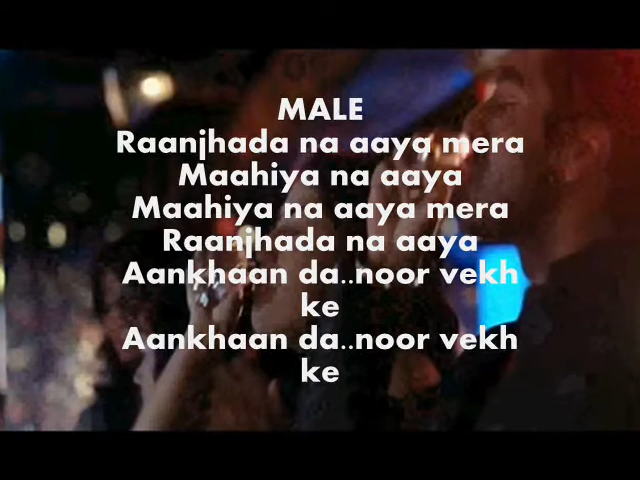 MALE
Raanjhada na aaya mera
Maahiya na aaya
Maahiya na aaya mera
Raanjhada na aaya
Aankhaan da..noor vekh
ke
Aankhaan da..noor vekh
ke